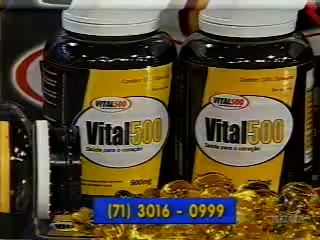 VITAL500
Vital500
Saúde para o coração
500mg
VITAL500
Vital500
Saúde para o coração
(71) 3016 - 0999